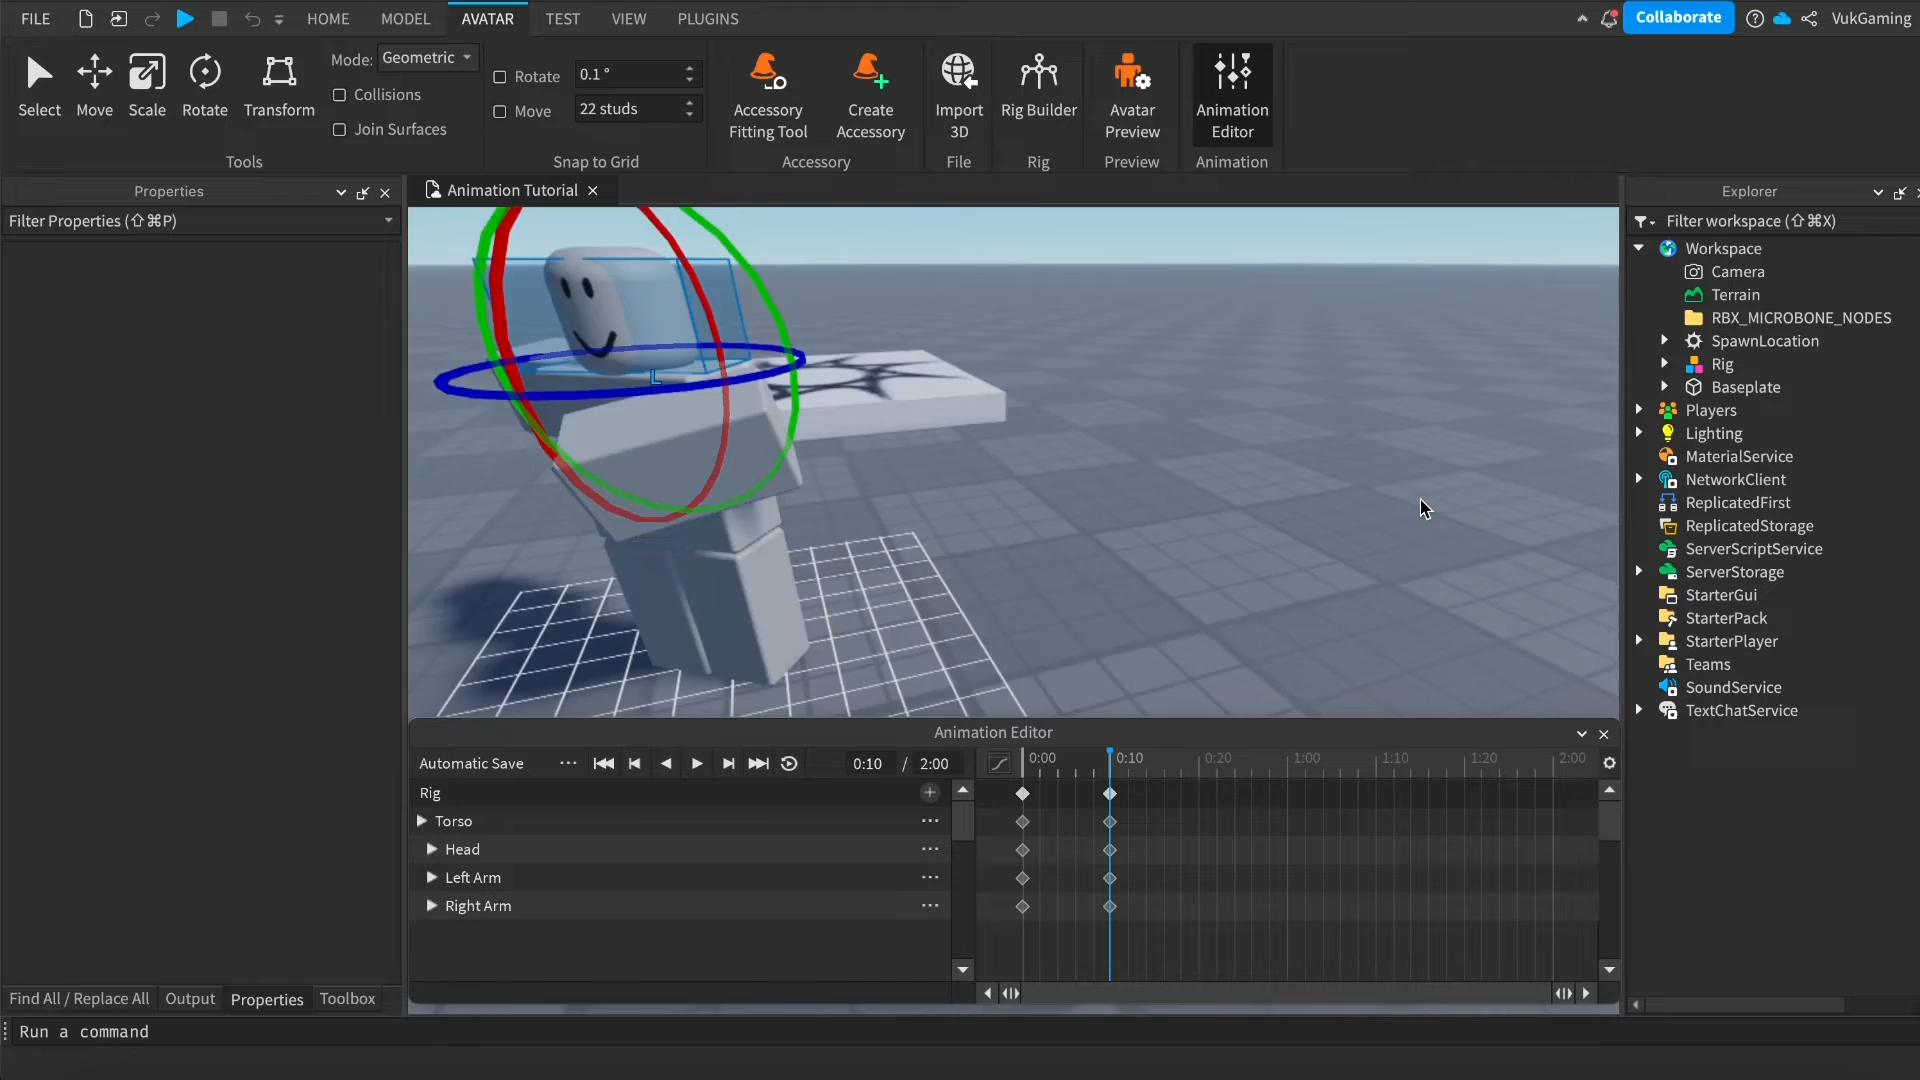 FILE HOME MODEL AVATAR TEST VIEW PLUGINS Collaborate VukGaming
Select Move Scale Rotate Transform
Mode: Geometric
Collisions
Join Surfaces
Tools
Rotate 0.1 °
Move 22 studs
Snap to Grid
Accessory Fitting Tool
Create Accessory
Accessory
Import 3D
File
Rig Builder
Rig
Avatar Preview
Preview
Animation Editor
Animation
Properties
Filter Properties (⇧⌘P)
Animation Tutorial
L
Explorer
Filter workspace (⇧⌘X)
Workspace
Camera
Terrain
RBX_MICROBONE_NODES
SpawnLocation
Rig
Baseplate
Players
Lighting
MaterialService
NetworkClient
ReplicatedFirst
ReplicatedStorage
ServerScriptService
ServerStorage
StarterGui
StarterPack
StarterPlayer
Teams
SoundService
TextChatService
Animation Editor
Automatic Save 0:10 / 2:00 0:00 0:10 0:20 1:00 1:10 1:20 2:00
Rig
Torso
Head
Left Arm
Right Arm
Find All / Replace All Output Properties Toolbox
Run a command